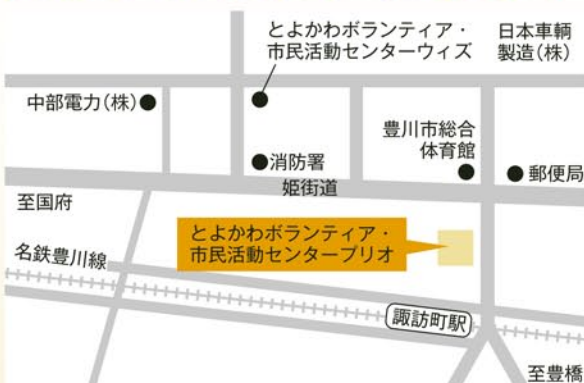 とよかわボランティア・
市民活動センターウィズ
日本車輌
製造(株)
中部電力(株)
豊川市総合
体育館
消防署
郵便局
姫街道
至国府
とよかわボランティア・
市民活動センタープリオ
名鉄豊川線
諏訪町駅
至豊橋